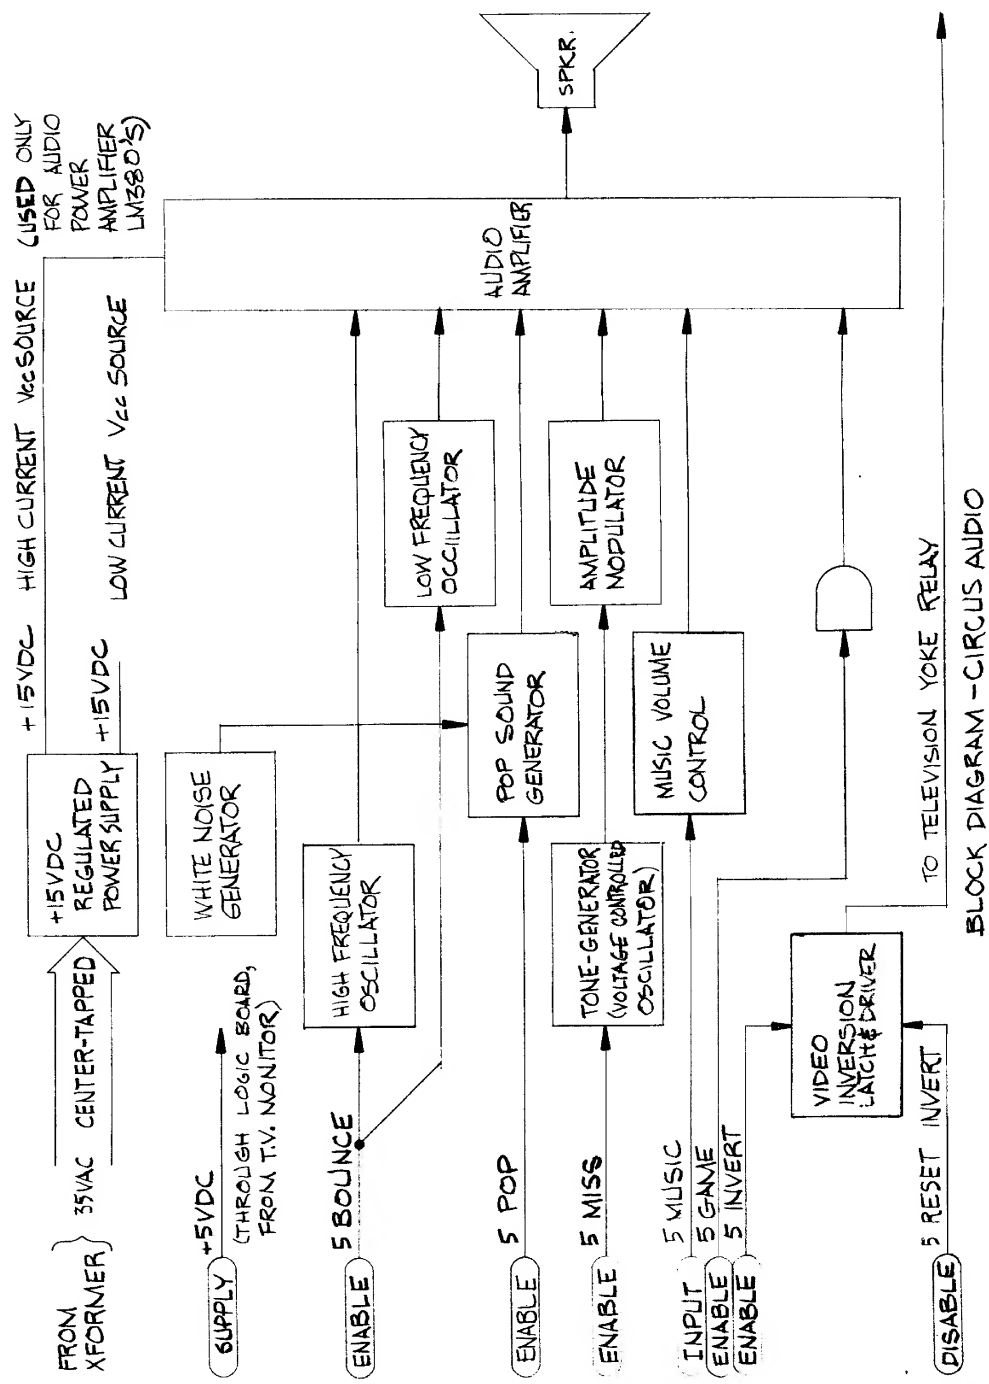 FROM
XFORMER
35VAC CENTER-TAPPED
+15VDC
REGULATED
POWER SUPPLY
+15VDC HIGH CURRENT Vcc SOURCE
(USED ONLY
FOR AUDIO
POWER
AMPLIFIER
LM380'S)
+15VDC LOW CURRENT Vcc SOURCE
SUPPLY
+5VDC
(THROUGH LOGIC BOARD,
FROM T.V. MONITOR)
WHITE NOISE
GENERATOR
ENABLE
5 BOUNCE
HIGH FREQUENCY
OSCILLATOR
LOW FREQUENCY
OCCILLATOR
ENABLE
5 POP
POP SOUND
GENERATOR
ENABLE
5 MISS
TONE-GENERATOR
(VOLTAGE CONTROLLED
OSCILLATOR)
AMPLITUDE
MODULATOR
INPUT
5 MUSIC
MUSIC VOLUME
CONTROL
ENABLE
5 GAME
ENABLE
5 INVERT
VIDEO
INVERSION
LATCH & DRIVER
DISABLE
5 RESET INVERT
AUDIO
AMPLIFIER
SPKR.
TO TELEVISION YOKE RELAY
BLOCK DIAGRAM - CIRCUS AUDIO